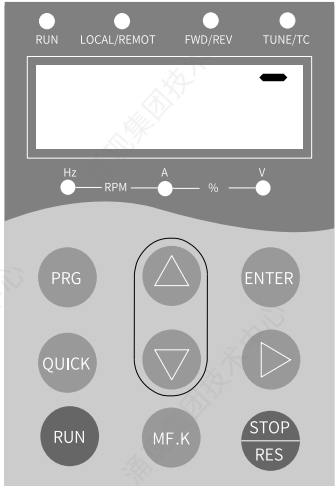 RUN LOCAL/REMOT FWD/REV TUNE/TC
Hz A V
RPM %
PRG ENTER
QUICK
RUN MF.K STOP
RES